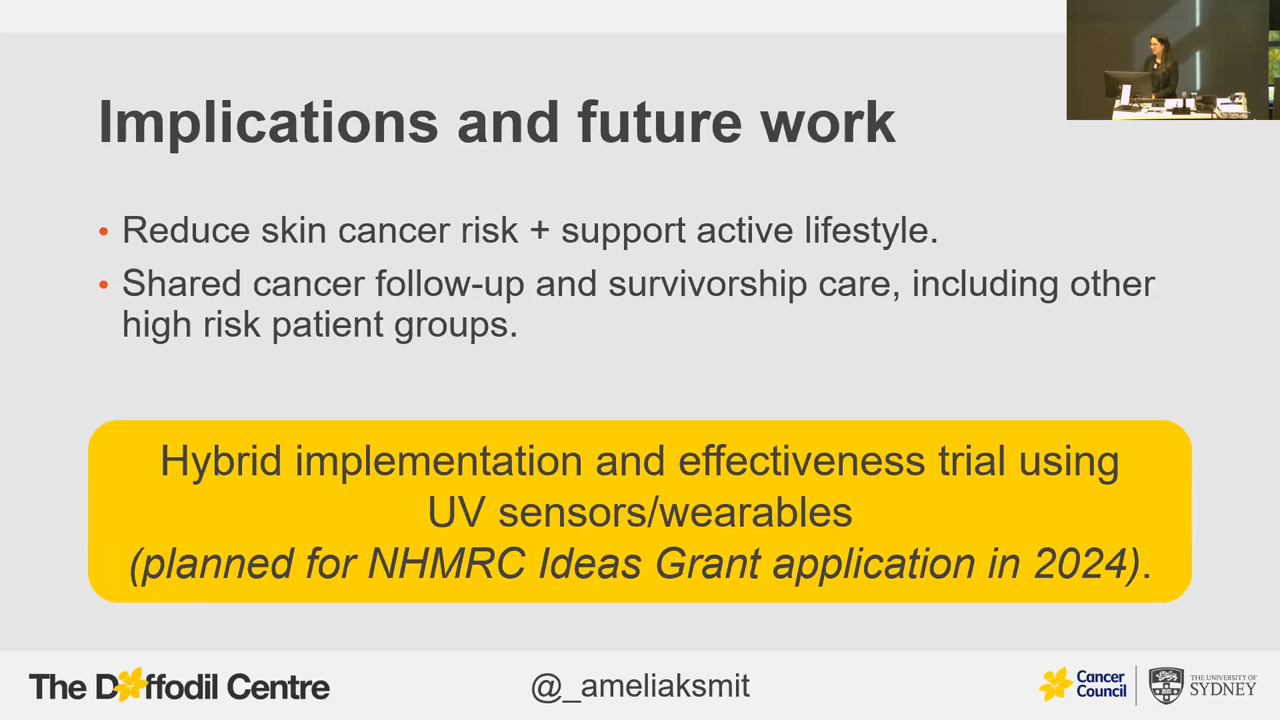 Implications and future work
• Reduce skin cancer risk + support active lifestyle.
• Shared cancer follow-up and survivorship care, including other
high risk patient groups.
Hybrid implementation and effectiveness trial using
UV sensors/wearables
(planned for NHMRC Ideas Grant application in 2024).
The Daffodil Centre
@_ameliaksmit
Cancer
Council
THE UNIVERSITY OF
SYDNEY